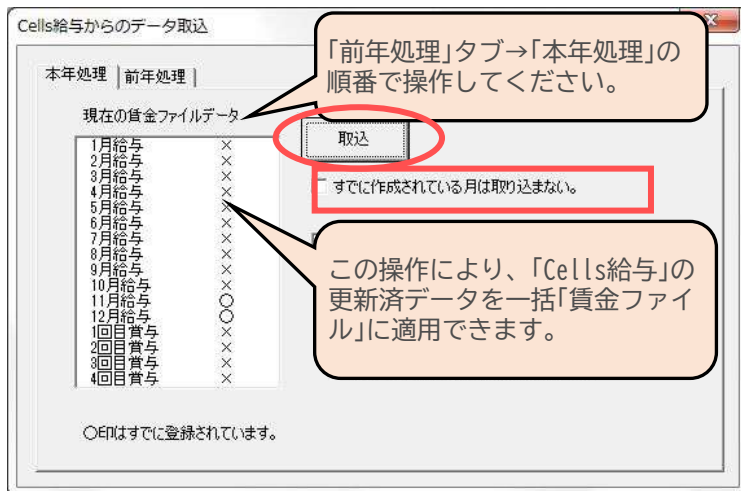 Cells給与からのデータ取込
「前年処理」タブ→「本年処理」の
順番で操作してください。
本年処理
前年処理
現在の賃金ファイルデータ
取込
1月給与 ×
2月給与 ×
3月給与 ×
4月給与 ×
5月給与 ×
6月給与 ×
7月給与 ×
8月給与 ×
9月給与 ×
10月給与 ×
11月給与 ○
12月給与 ○
1回目賞与 ×
2回目賞与 ×
3回目賞与 ×
4回目賞与 ×
すでに作成されている月は取り込まない。
この操作により、「Cells給与」の
更新済データを一括「賃金ファイ
ル」に適用できます。
○印はすでに登録されています。